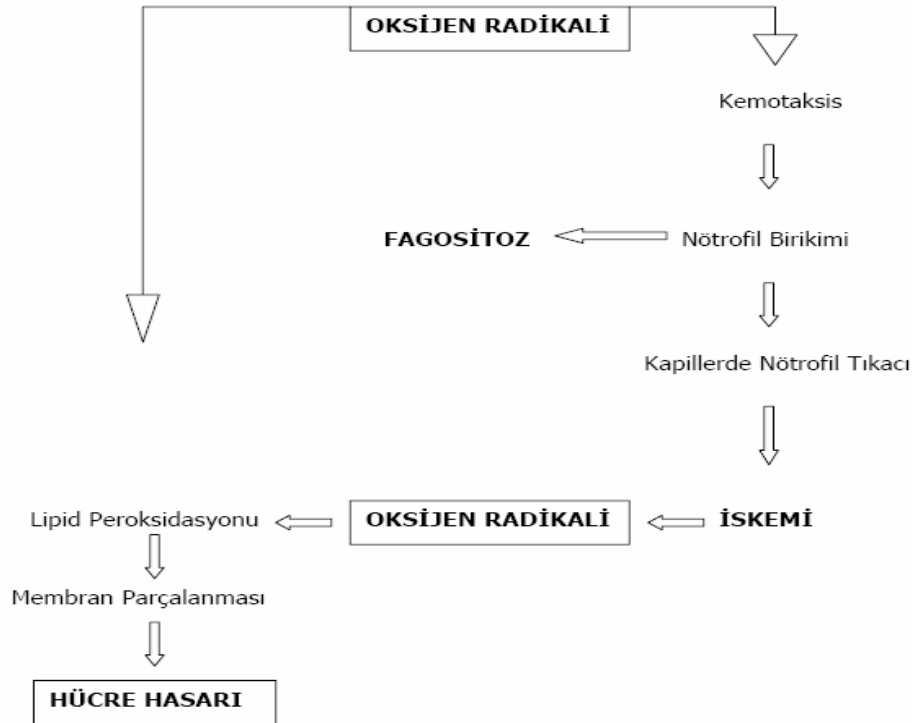 OKSİJEN RADİKALİ
Kemotaksis
FAGOSİTOZ
Nötrofil Birikimi
Kapillerde Nötrofil Tıkacı
Lipid Peroksidasyonu
OKSİJEN RADİKALİ
İSKEMİ
Membran Parçalanması
HÜCRE HASARI